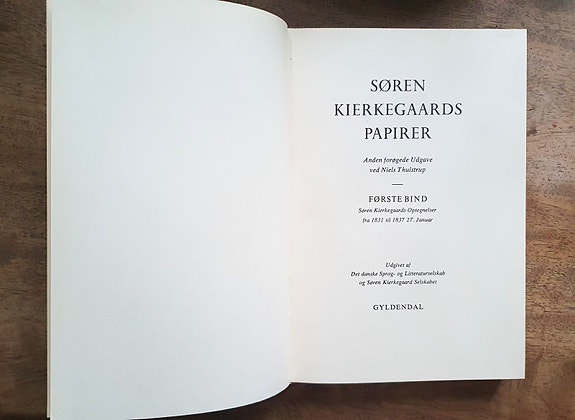 SØREN
KIERKEGAARDS
PAPIRER
Anden forøgede Udgave
ved Niels Thulstrup
FØRSTE BIND
Søren Kierkegaards Optegnelser
fra 1831 til 1837 27. Januar
Udgivet af
Det danske Sprog- og Litteraturselskab
og Søren Kierkegaard Selskabet
GYLDENDAL